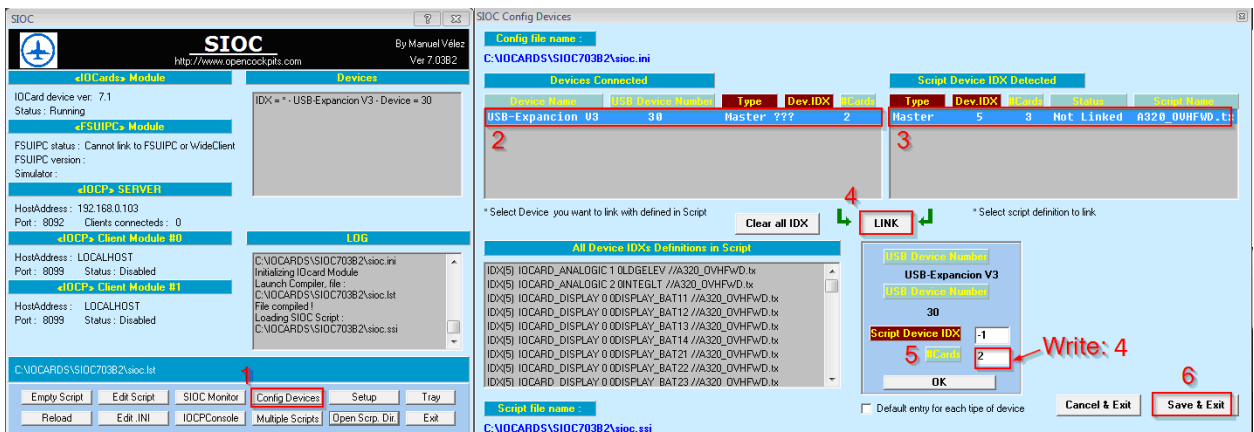 SIOC
SIOC
By Manuel Vélez
http://www.opencockpits.com
Ver 7.03B2
«IOCards» Module
IOCard device ver: 7.1
Status : Running
«FSUIPC» Module
FSUIPC status : Cannot link to FSUIPC or WideClient
FSUIPC version :
Simulator :
«IOCP» SERVER
HostAddress : 192.168.0.103
Port : 8092 Clients connecteds : 0
«IOCP» Client Module #0
HostAddress : LOCALHOST
Port : 8099 Status : Disabled
«IOCP» Client Module #1
HostAddress : LOCALHOST
Port : 8099 Status : Disabled
Devices
IDX = * - USB-Expancion V3 - Device = 30
LOG
C:\IOCARDS\SIOC703B2\sioc.ini
Initializing IOcard Module
Launch Compiler, file :
C:\IOCARDS\SIOC703B2\sioc.lst
File compiled !
Loading SIOC Script :
C:\IOCARDS\SIOC703B2\sioc.ssi
C:\IOCARDS\SIOC703B2\sioc.lst
1
Empty Script Edit Script SIOC Monitor Config Devices Setup Tray
Reload Edit .INI IOCPConsole Multiple Scripts Open Scrp. Dir. Exit
SIOC Config Devices
Config file name :
C:\IOCARDS\SIOC703B2\sioc.ini
Devices Connected
Device Name USB Device Number Type Dev.IDX #Cards
USB-Expancion V3 30 Master ??? 2
2
Script Device IDX Detected
Type Dev.IDX #Cards Status Script Name
Master 5 3 Not Linked A320_OVHFWD.tx
3
* Select Device you want to link with defined in Script
Clear all IDX
4
LINK
* Select script definition to link
All Device IDXs Definitions in Script
IDX(5) IOCARD_ANALOGIC 1 0LDGELEV //A320_OVHFwD.tx
IDX(5) IOCARD_ANALOGIC 2 0INTEGLT //A320_OVHFwD.tx
IDX(5) IOCARD_DISPLAY 0 0DISPLAY_BAT11 //A320_OVHFwD.tx
IDX(5) IOCARD_DISPLAY 0 0DISPLAY_BAT12 //A320_OVHFwD.tx
IDX(5) IOCARD_DISPLAY 0 0DISPLAY_BAT13 //A320_OVHFwD.tx
IDX(5) IOCARD_DISPLAY 0 0DISPLAY_BAT14 //A320_OVHFwD.tx
IDX(5) IOCARD_DISPLAY 0 0DISPLAY_BAT21 //A320_OVHFwD.tx
IDX(5) IOCARD_DISPLAY 0 0DISPLAY_BAT22 //A320_OVHFwD.tx
IDX(5) IOCARD_DISPLAY 0 0DISPLAY_BAT23 //A320_OVHFwD.tx
USB Device Number
USB-Expancion V3
USB Device Number
30
Script Device IDX -1
5 #Cards 2
Write: 4
OK
Default entry for each tipe of device
6
Cancel & Exit Save & Exit
Script file name :
C:\IOCARDS\SIOC703B2\sioc.ssi